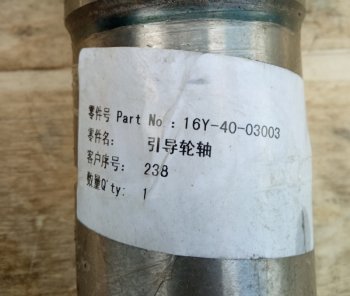 零件号 Part No : 16Y-40-03003
零件名: 引导轮轴
客户序号: 238
数量Q'ty: 1